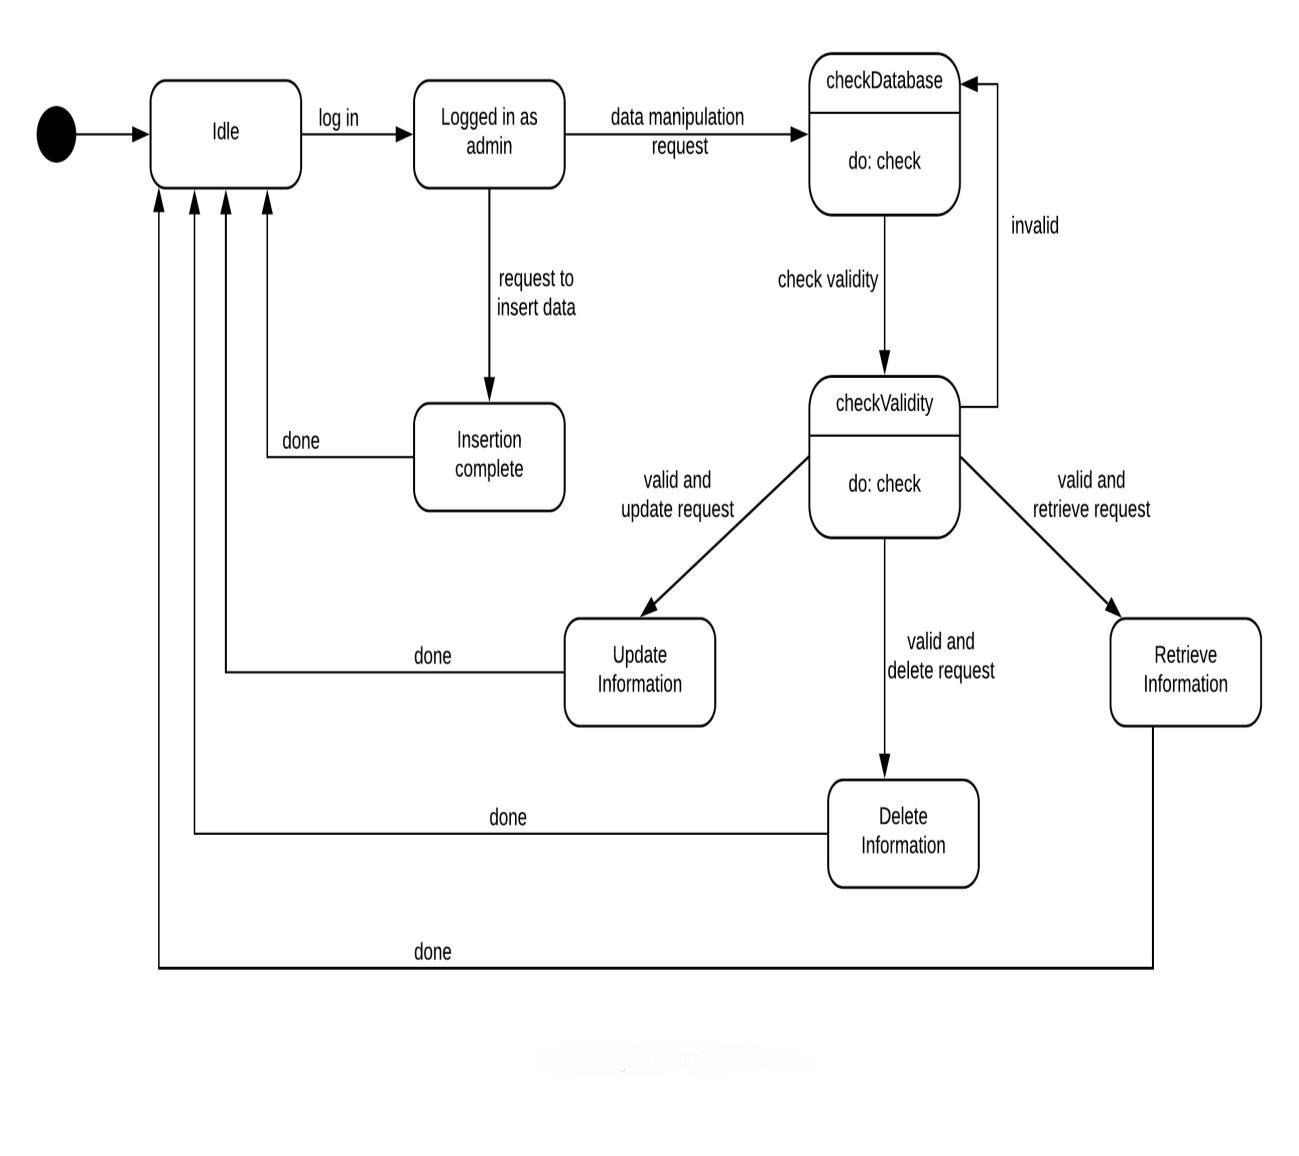 Idle
log in
Logged in as
admin
data manipulation
request
checkDatabase
do: check
invalid
request to
insert data
check validity
done
Insertion
complete
checkValidity
do: check
valid and
update request
valid and
retrieve request
done
Update
Information
valid and
delete request
Retrieve
Information
done
Delete
Information
done